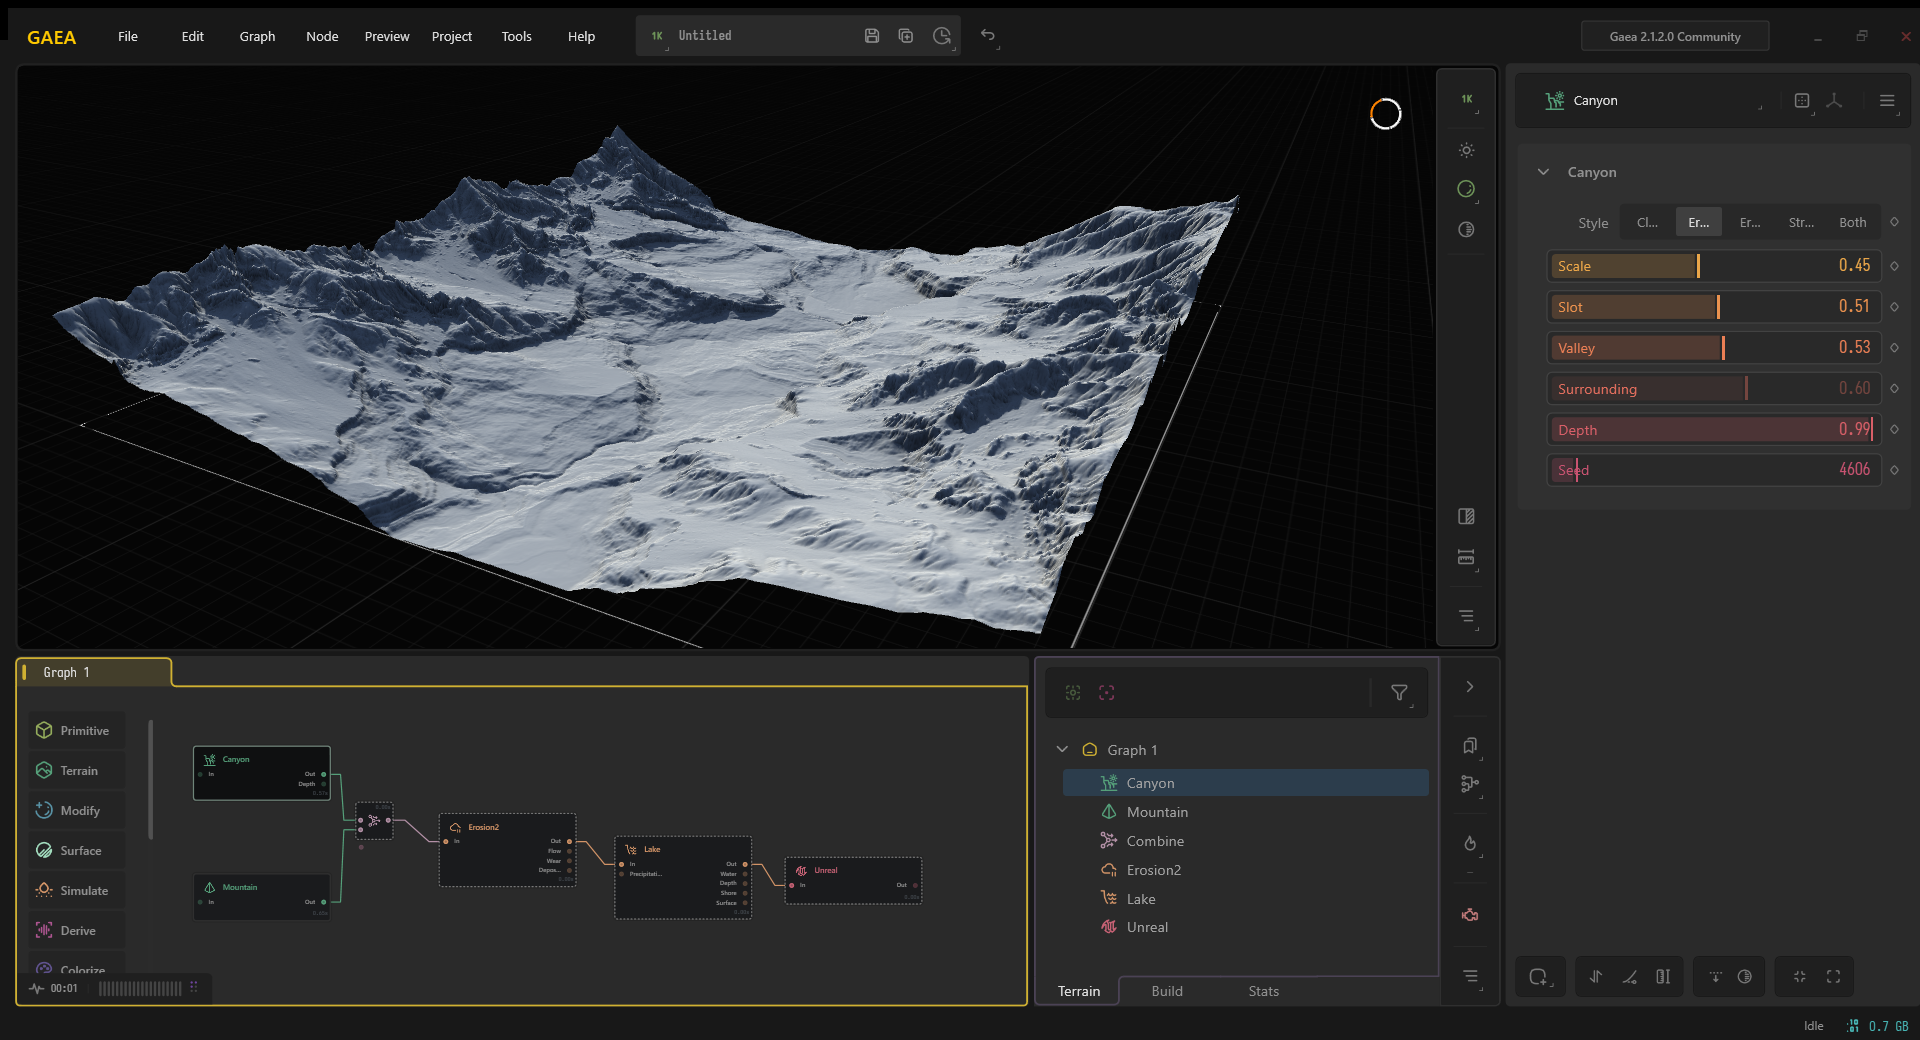 GAEA File Edit Graph Node Preview Project Tools Help 1K Untitled Gaea 2.1.2.0 Community
1K
Canyon
Canyon
Style Cl... Er... Er... Str... Both
Scale 0.45
Slot 0.51
Valley 0.53
Surrounding 0.60
Depth 0.99
Seed 4606
Graph 1
Primitive
Terrain
Modify
Surface
Simulate
Derive
Colorize
00:01
Canyon
In Out
Depth
Mountain
In Out
Erosion2
In Out
Flow
Wear
Depos...
Lake
In Out
Precipitati... Water
Depth
Shore
Surface
Unreal
In Out
Graph 1
Canyon
Mountain
Combine
Erosion2
Lake
Unreal
Terrain Build Stats
Idle 0.7 GB